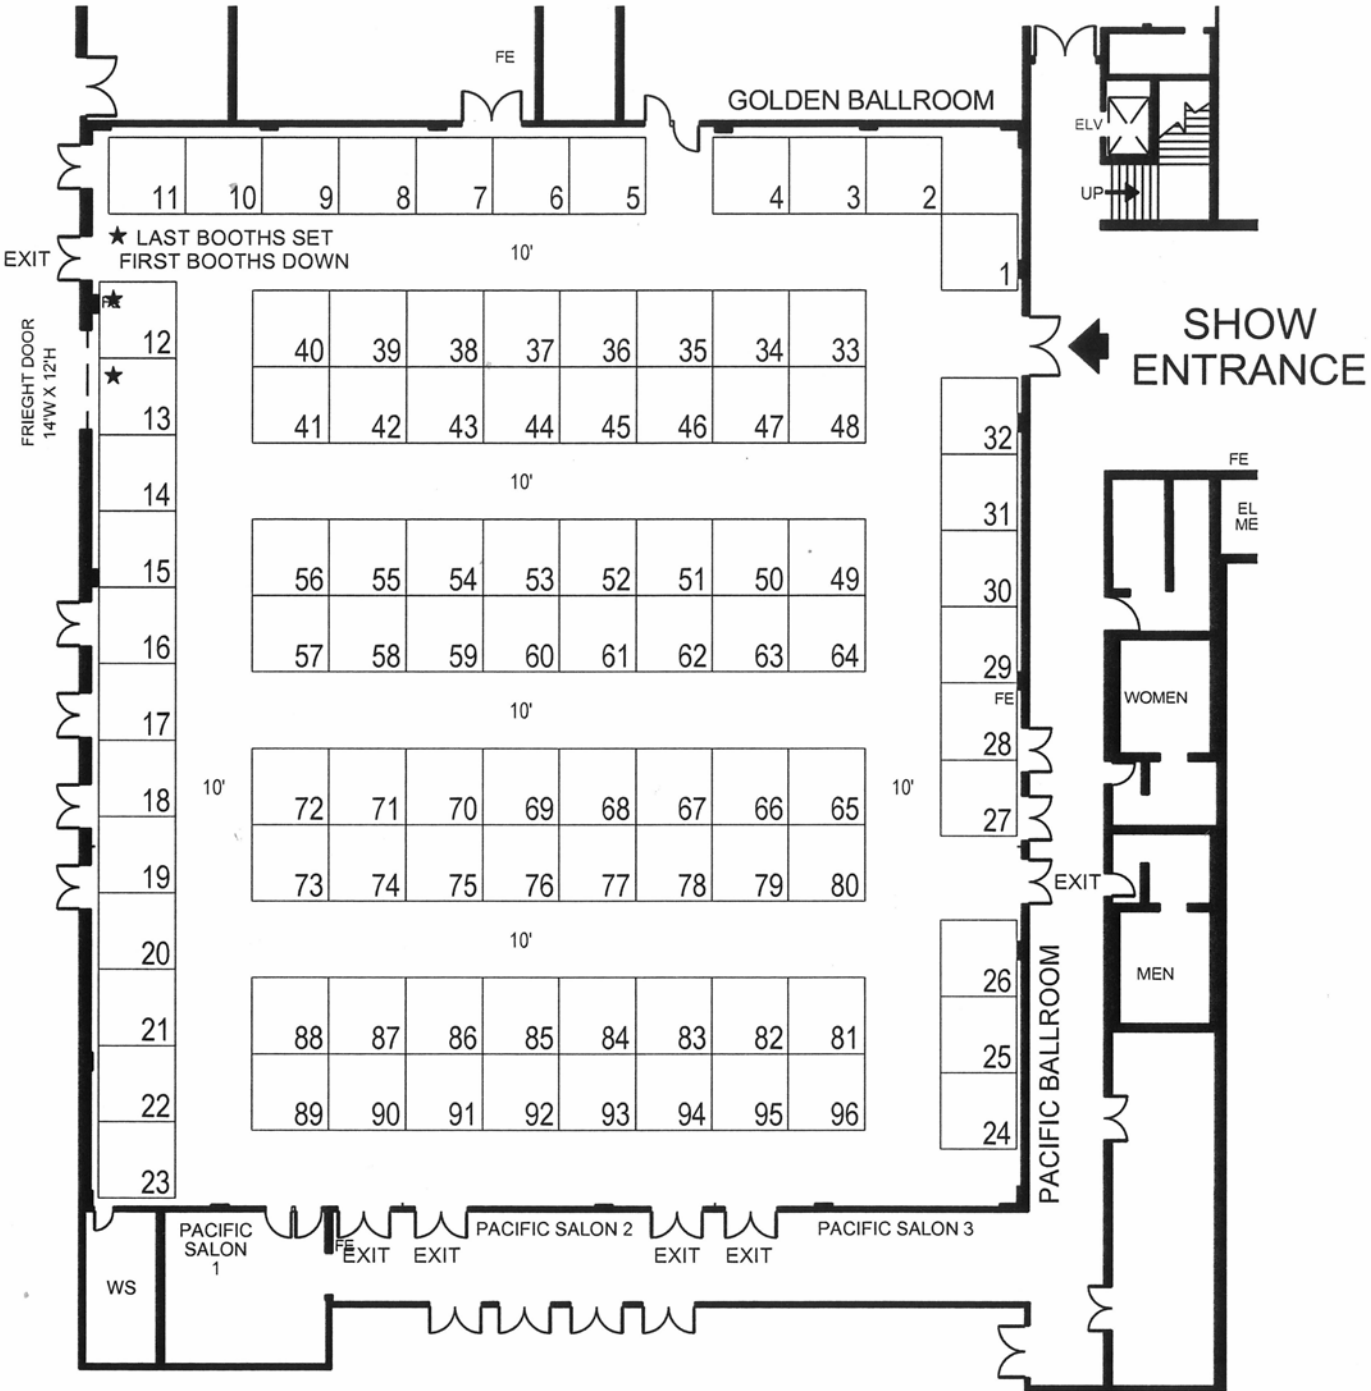 FE
GOLDEN BALLROOM
ELV
UP
11 10 9 8 7 6 5 4 3 2
1
★ LAST BOOTHS SET
FIRST BOOTHS DOWN
EXIT
10'
FRIEGHT DOOR
14'W X 12'H
SHOW
ENTRANCE
12
13
14
15
16
17
18
19
20
21
22
23
40 39 38 37 36 35 34 33
41 42 43 44 45 46 47 48
10'
56 55 54 53 52 51 50 49
57 58 59 60 61 62 63 64
10'
10'
72 71 70 69 68 67 66 65
73 74 75 76 77 78 79 80
10'
10'
88 87 86 85 84 83 82 81
89 90 91 92 93 94 95 96
32
31
30
29
FE
28
27
26
25
24
EXIT
PACIFIC BALLROOM
FE
EL
ME
WOMEN
MEN
PACIFIC
SALON
1
PACIFIC SALON 2
PACIFIC SALON 3
FE
EXIT
EXIT
EXIT
EXIT
WS